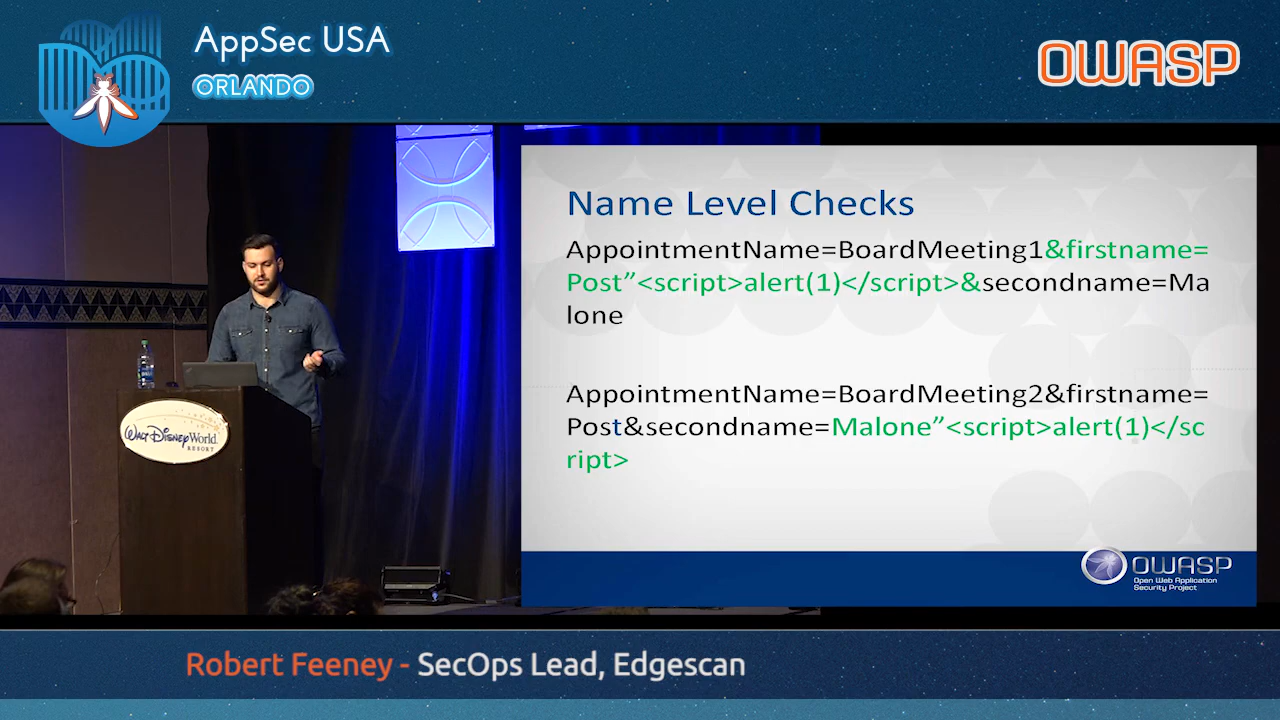 AppSec USA
ORLANDO
OWASP
Name Level Checks
AppointmentName=BoardMeeting1&firstname=
Post”<script>alert(1)</script>&secondname=Ma
lone
AppointmentName=BoardMeeting2&firstname=
Post&secondname=Malone”<script>alert(1)</sc
ript>
WALT DISNEY World.
RESORT
OWASP
Open Web Application
Security Project
Robert Feeney - SecOps Lead, Edgescan